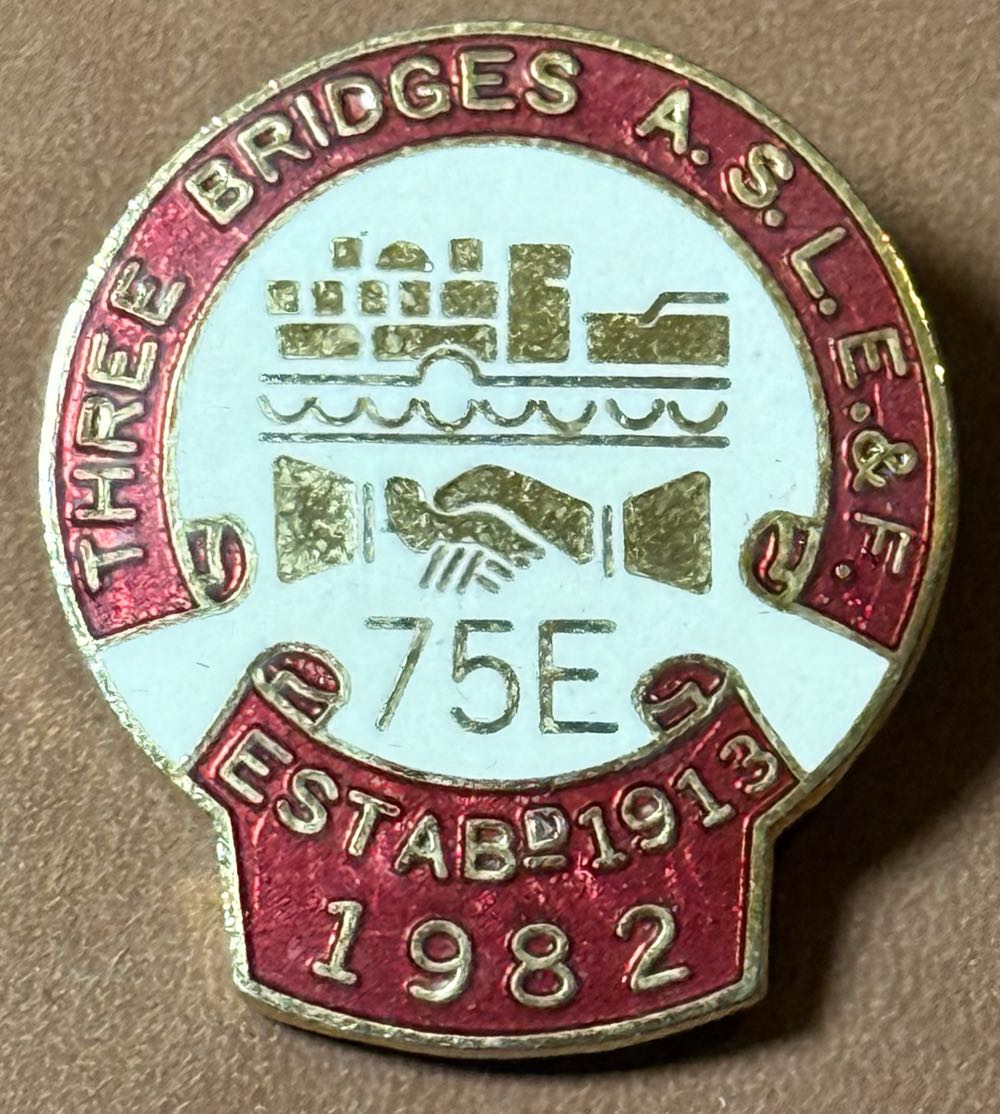 THREE BRIDGES A.S.L.E.&F.
75E
ESTABD 1913
1982